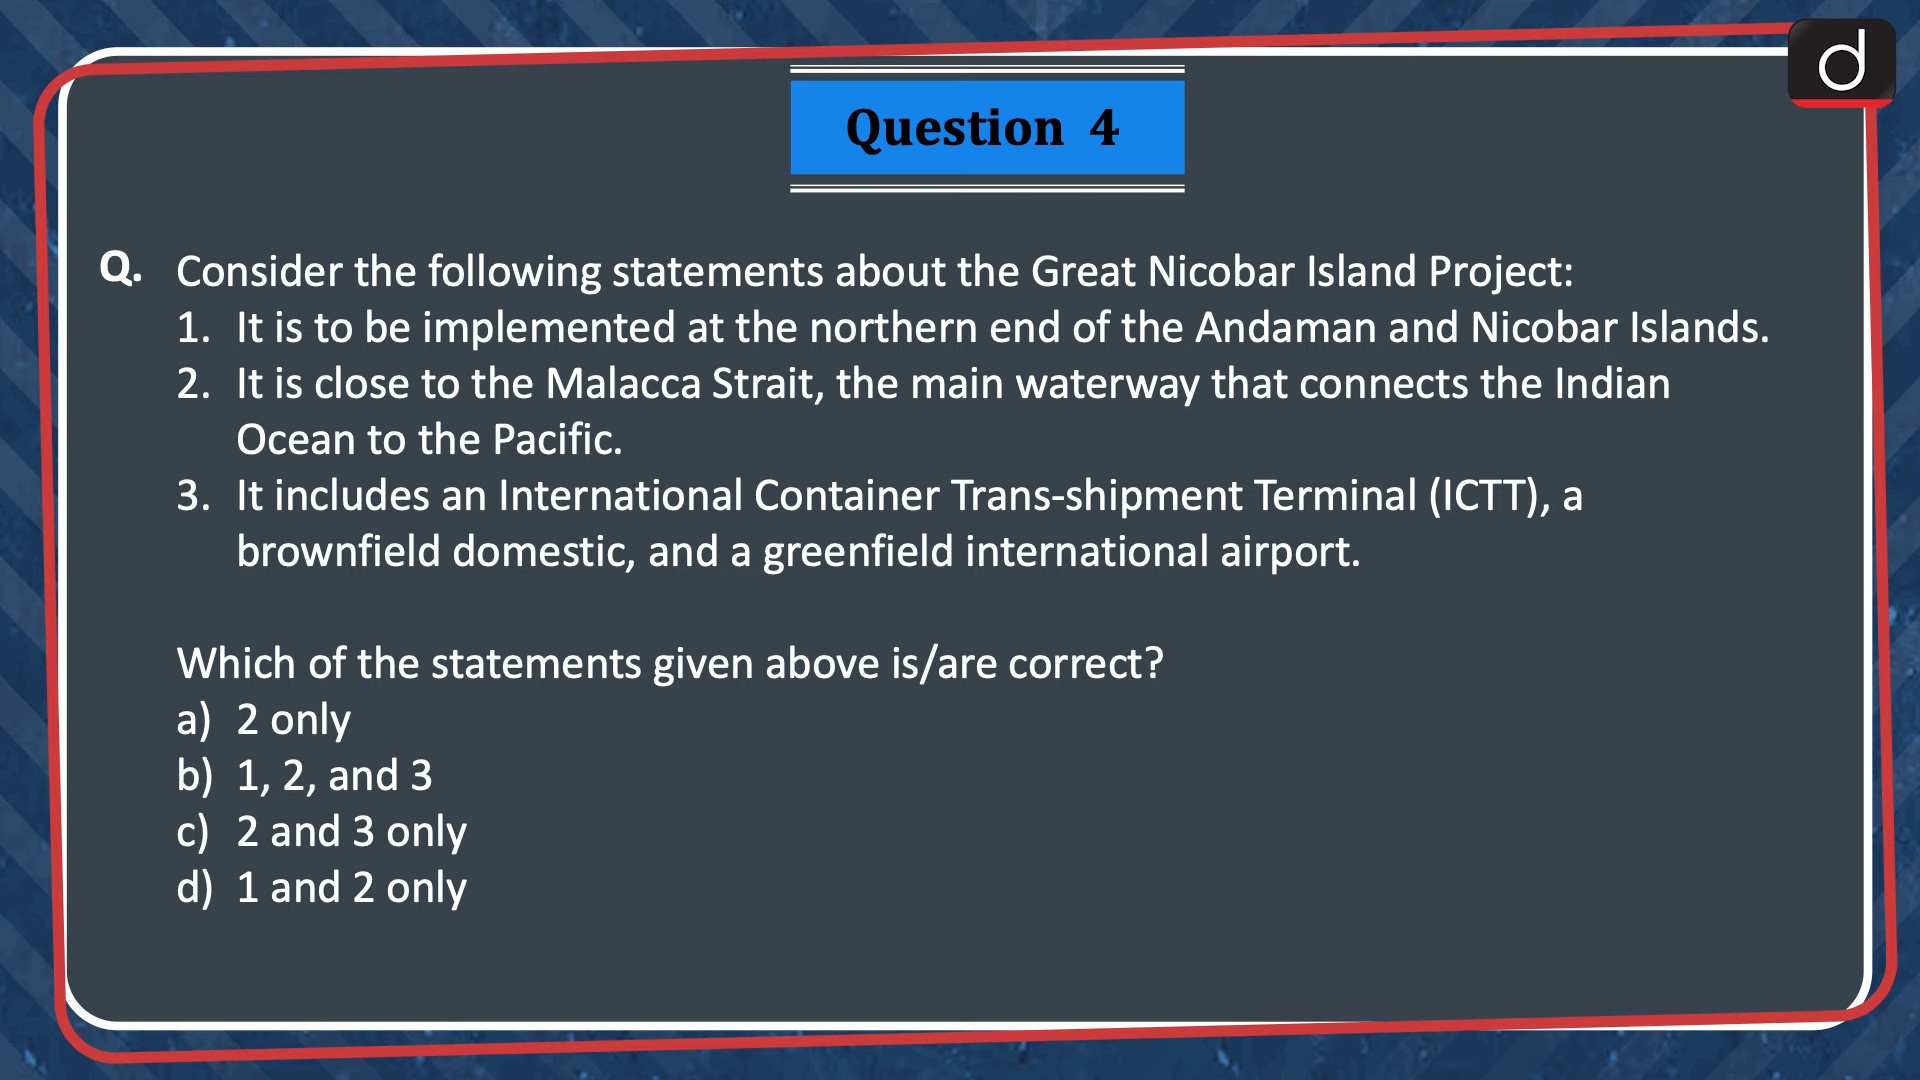 d
Question 4
Q. Consider the following statements about the Great Nicobar Island Project:
1. It is to be implemented at the northern end of the Andaman and Nicobar Islands.
2. It is close to the Malacca Strait, the main waterway that connects the Indian
Ocean to the Pacific.
3. It includes an International Container Trans-shipment Terminal (ICTT), a
brownfield domestic, and a greenfield international airport.
Which of the statements given above is/are correct?
a) 2 only
b) 1, 2, and 3
c) 2 and 3 only
d) 1 and 2 only